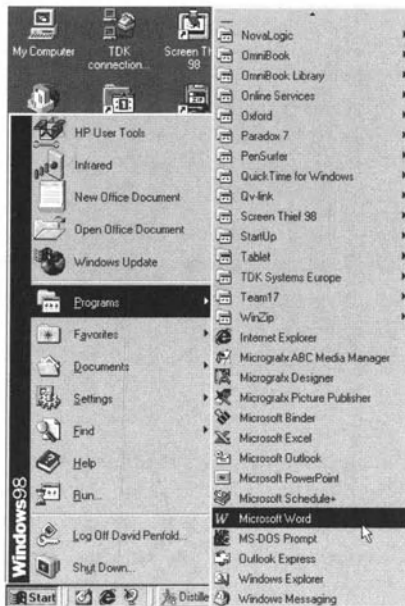 My Computer
TDK connection...
Screen Thi 98
HP User Tools
Infrared
New Office Document
Open Office Document
Windows Update
Programs
Favorites
Documents
Settings
Find
Help
Run...
Log Off David Penfold...
Shut Down...
Windows98
Start
Distille
NovaLogic
OmniBook
OmniBook Library
Online Services
Oxford
Paradox 7
PenSurfer
QuickTime for Windows
Qv-link
Screen Thief 98
StartUp
Tablet
TDK Systems Europe
Team17
WinZip
Internet Explorer
Micrografx ABC Media Manager
Micrografx Designer
Micrografx Picture Publisher
Microsoft Binder
Microsoft Excel
Microsoft Outlook
Microsoft PowerPoint
Microsoft Schedule+
Microsoft Word
MS-DOS Prompt
Outlook Express
Windows Explorer
Windows Messaging